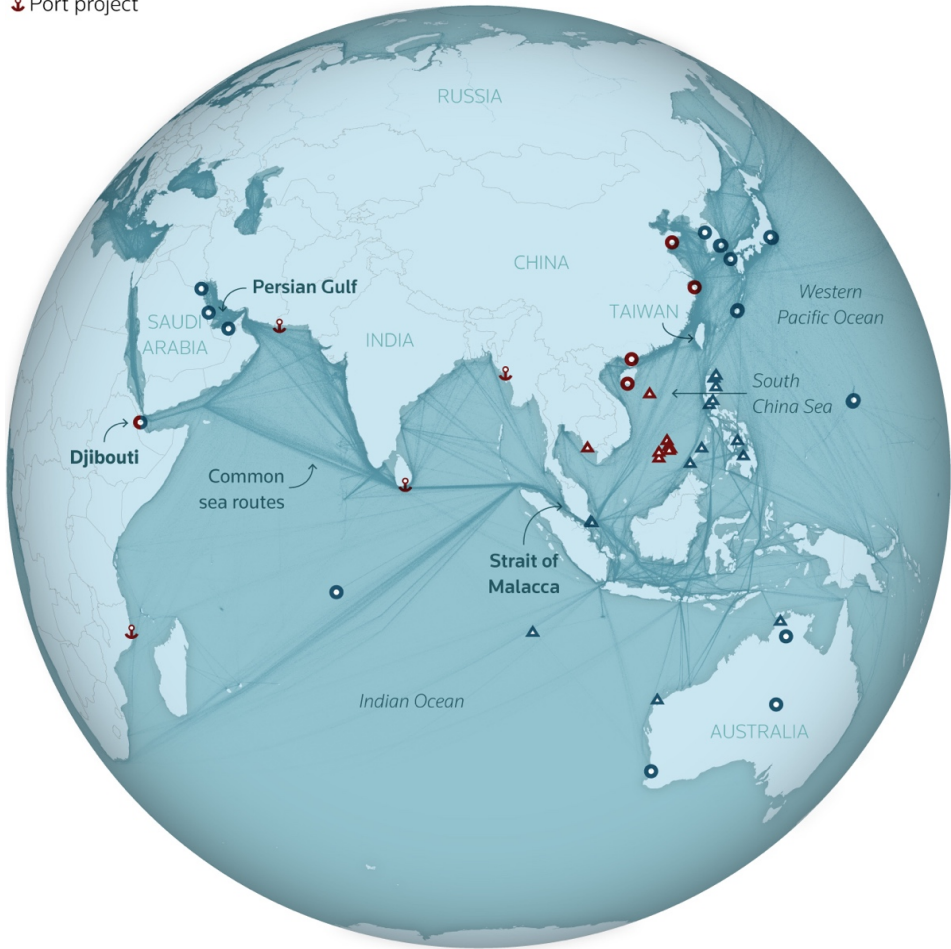 Port project
RUSSIA
CHINA
Persian Gulf
SAUDI
ARABIA
INDIA
TAIWAN
Western
Pacific Ocean
South
China Sea
Djibouti
Common
sea routes
Strait of
Malacca
Indian Ocean
AUSTRALIA